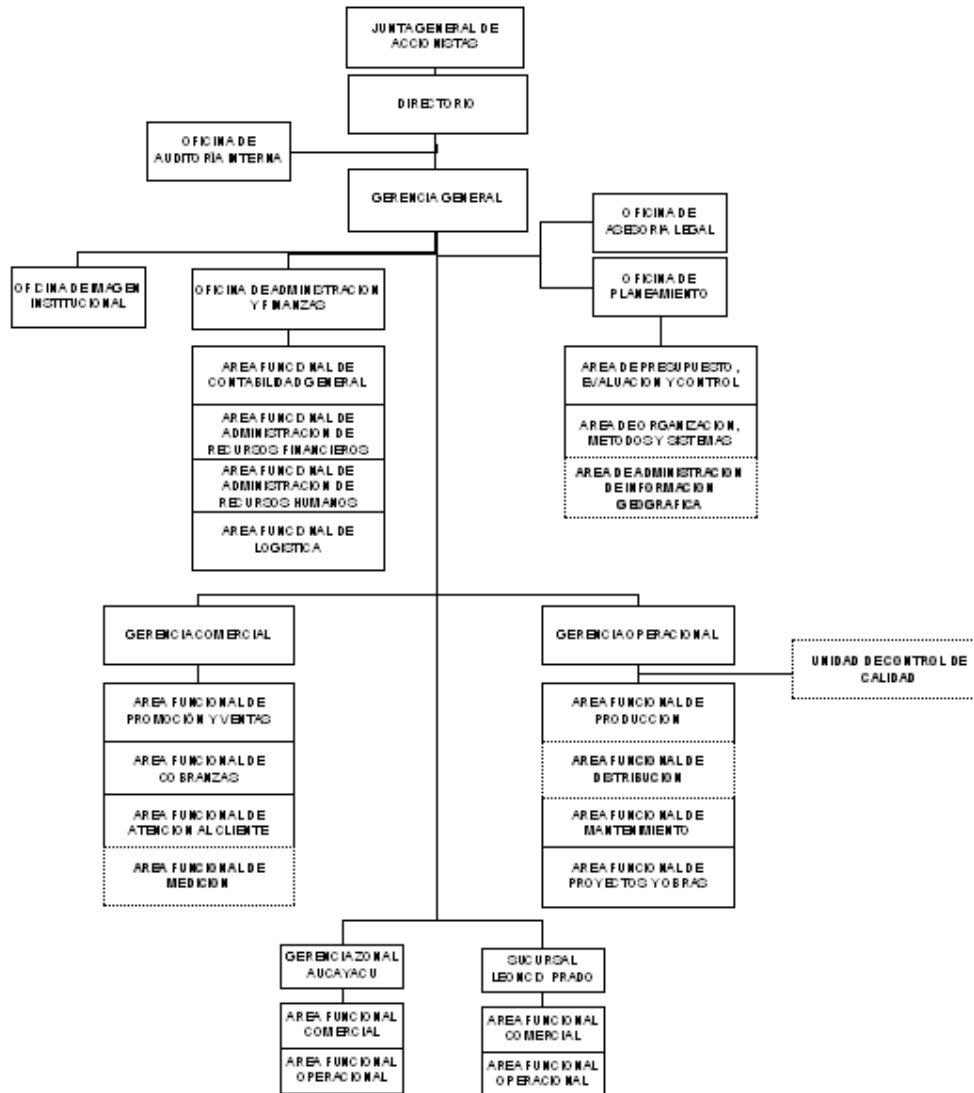 JUNTA GENERAL DE
ACCIONISTAS
DIRECTORIO
OFICINA DE
AUDITORÌA INTERNA
GERENCIA GENERAL
OFICINA DE
ASESORIA LEGAL
OFICINA DE IMAGEN
INSTITUCIONAL
OFICINA DE ADMINISTRACION
Y FINANZAS
OFICINA DE
PLANEAMIENTO
AREA FUNCIONAL DE
CONTABILIDAD GENERAL
AREA FUNCIONAL DE
ADMINISTRACION DE
RECURSOS FINANCIEROS
AREA FUNCIONAL DE
ADMINISTRACION DE
RECURSOS HUMANOS
AREA FUNCIONAL DE
LOGISTICA
AREA DE PRESUPUESTO,
EVALUACION Y CONTROL
AREA DE ORGANIZACION,
METODOS Y SISTEMAS
AREA DE ADMINISTRACION
DE INFORMACION
GEOGRAFICA
GERENCIA COMERCIAL
GERENCIA OPERACIONAL
UNIDAD DE CONTROL DE
CALIDAD
AREA FUNCIONAL DE
PROMOCIÓN Y VENTAS
AREA FUNCIONAL DE
COBRANZAS
AREA FUNCIONAL DE
ATENCION AL CLIENTE
AREA FUNCIONAL DE
MEDICION
AREA FUNCIONAL DE
PRODUCCION
AREA FUNCIONAL DE
DISTRIBUCION
AREA FUNCIONAL DE
MANTENIMIENTO
AREA FUNCIONAL DE
PROYECTOS Y OBRAS
GERENCIA ZONAL
AUCAYACU
AREA FUNCIONAL
COMERCIAL
AREA FUNCIONAL
OPERACIONAL
SUCURSAL
LEONCIO PRADO
AREA FUNCIONAL
COMERCIAL
AREA FUNCIONAL
OPERACIONAL